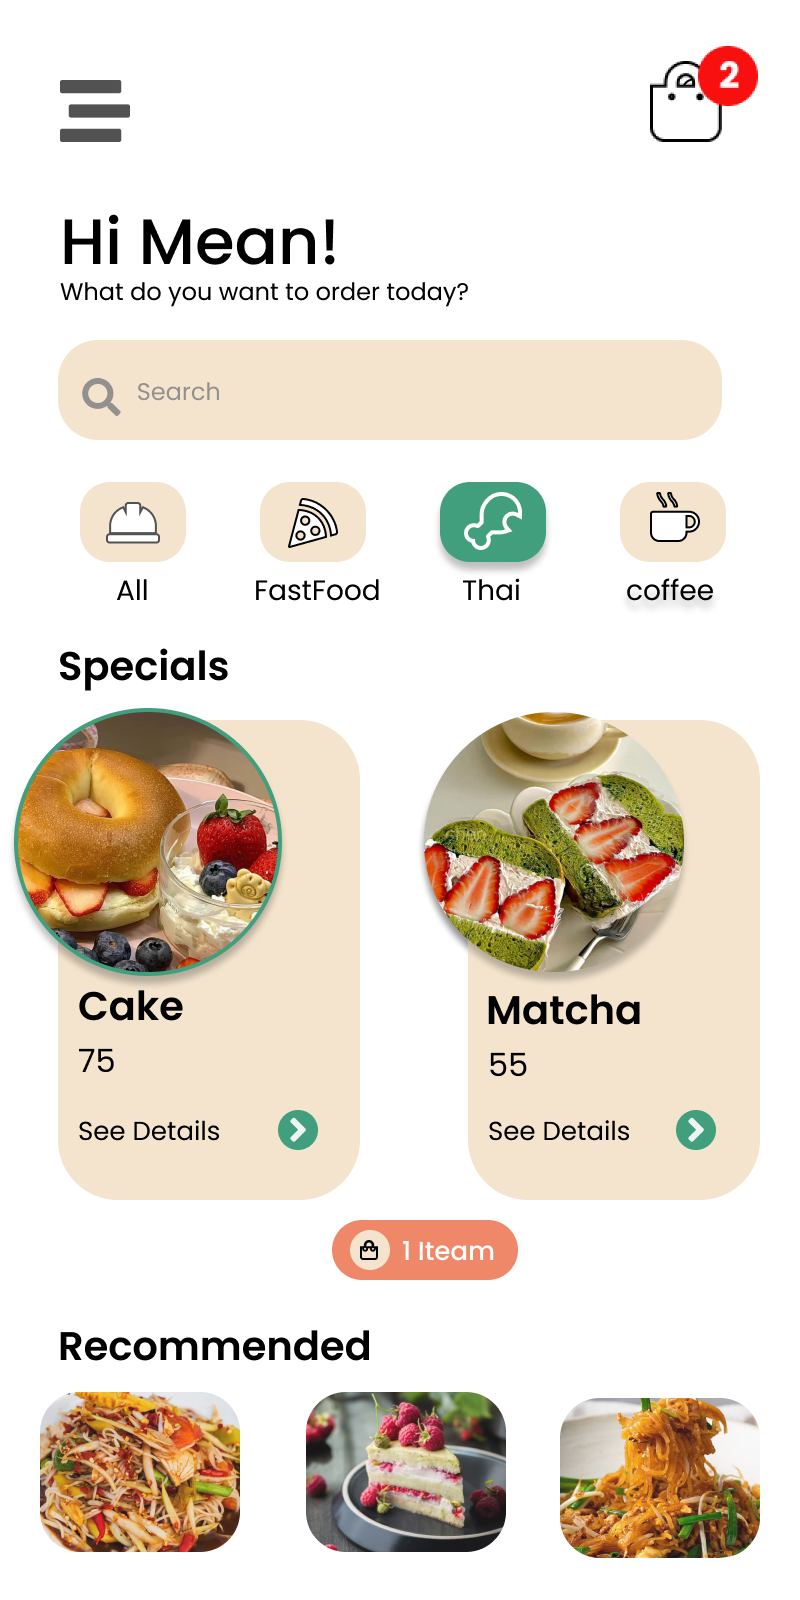 2
Hi Mean!
What do you want to order today?
Search
All
FastFood
Thai
coffee
Specials
Cake
75
See Details
Matcha
55
See Details
1 Iteam
Recommended